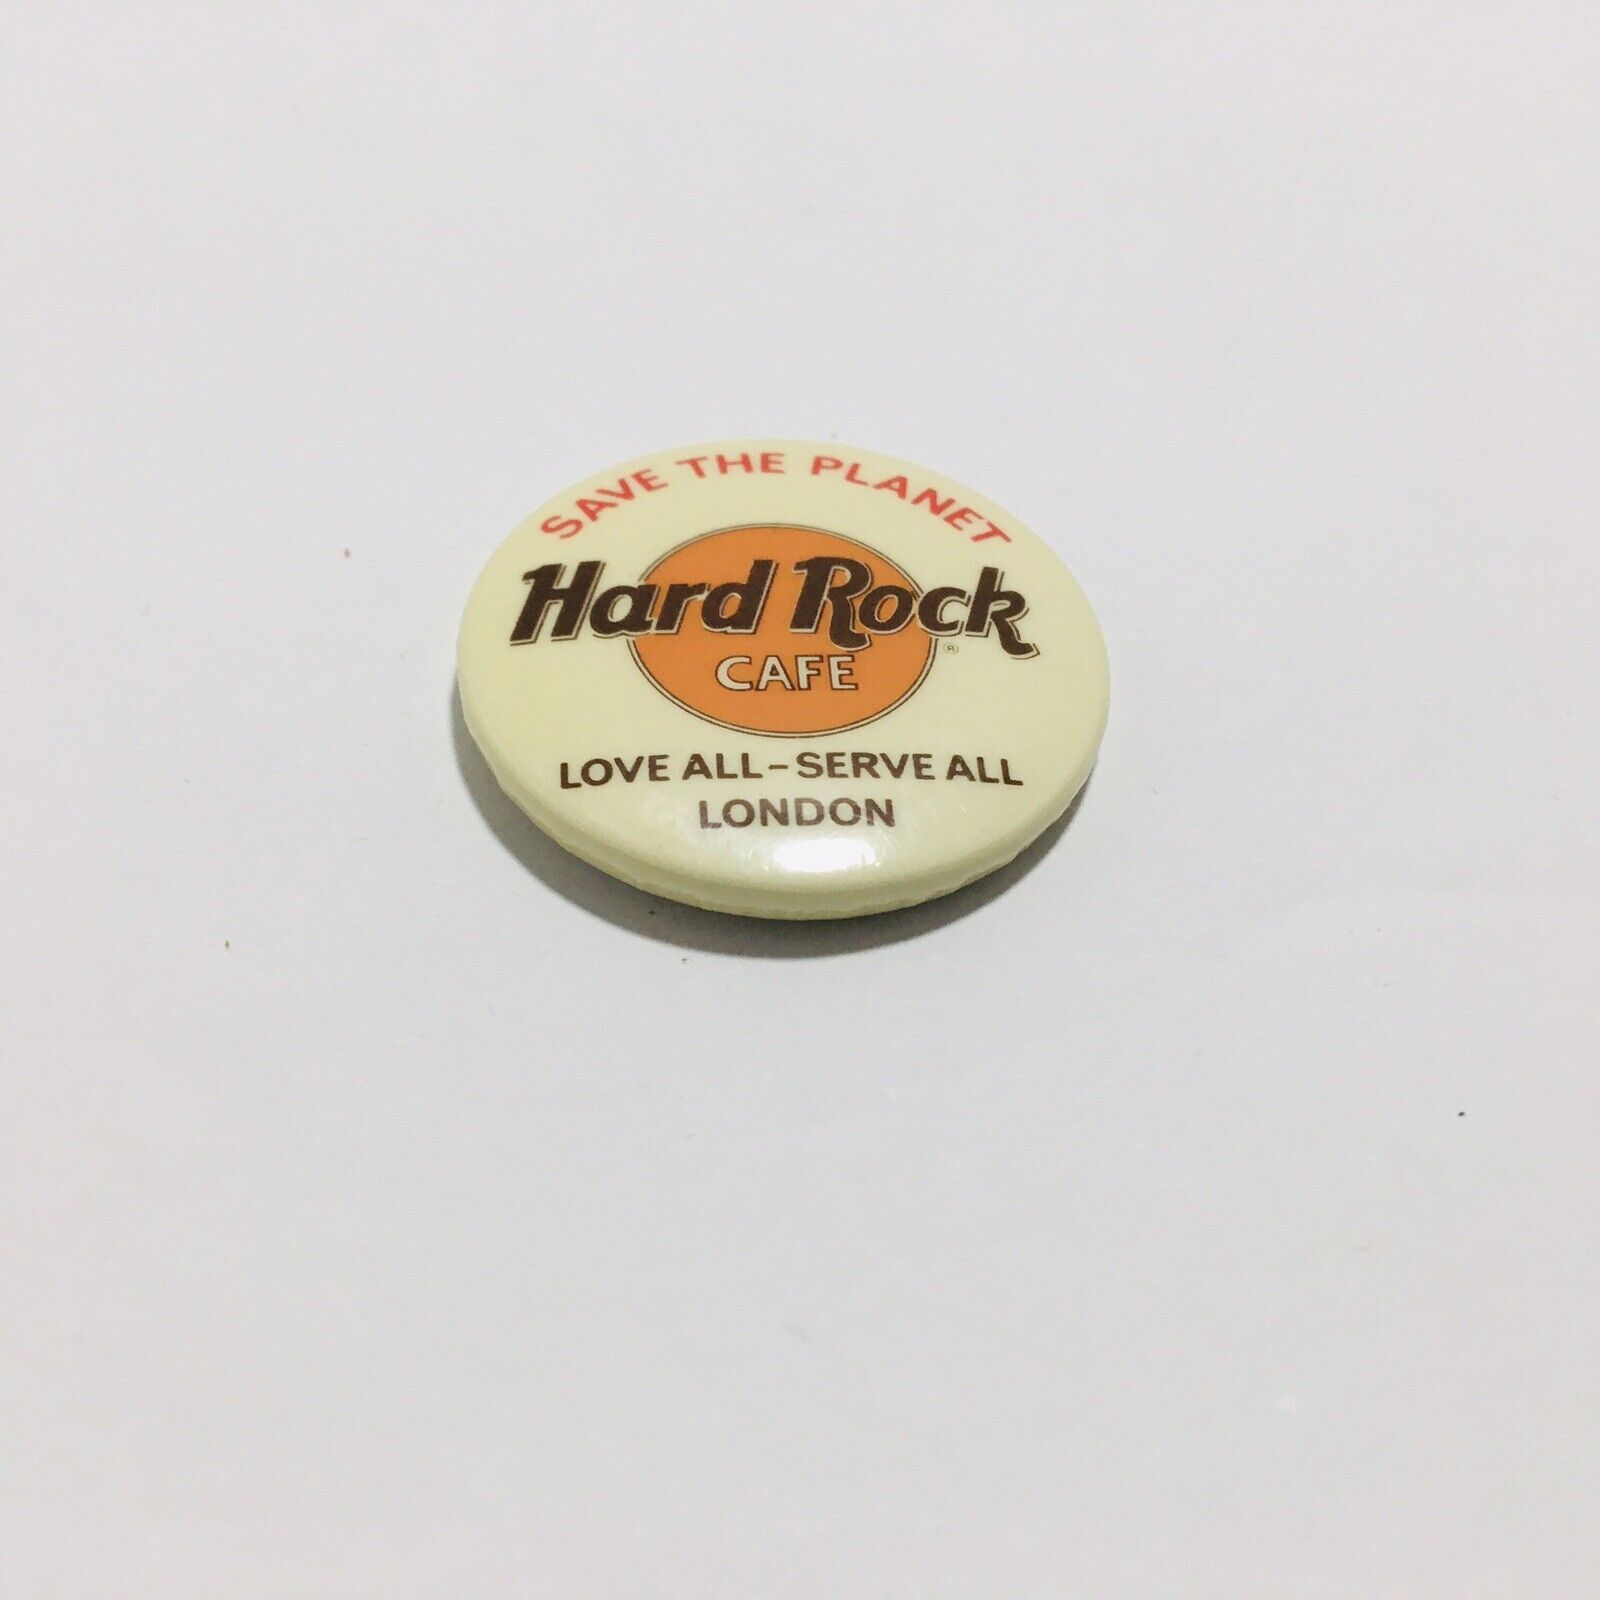 SAVE THE PLANET
Hard Rock ®
CAFE
LOVE ALL-SERVE ALL
LONDON